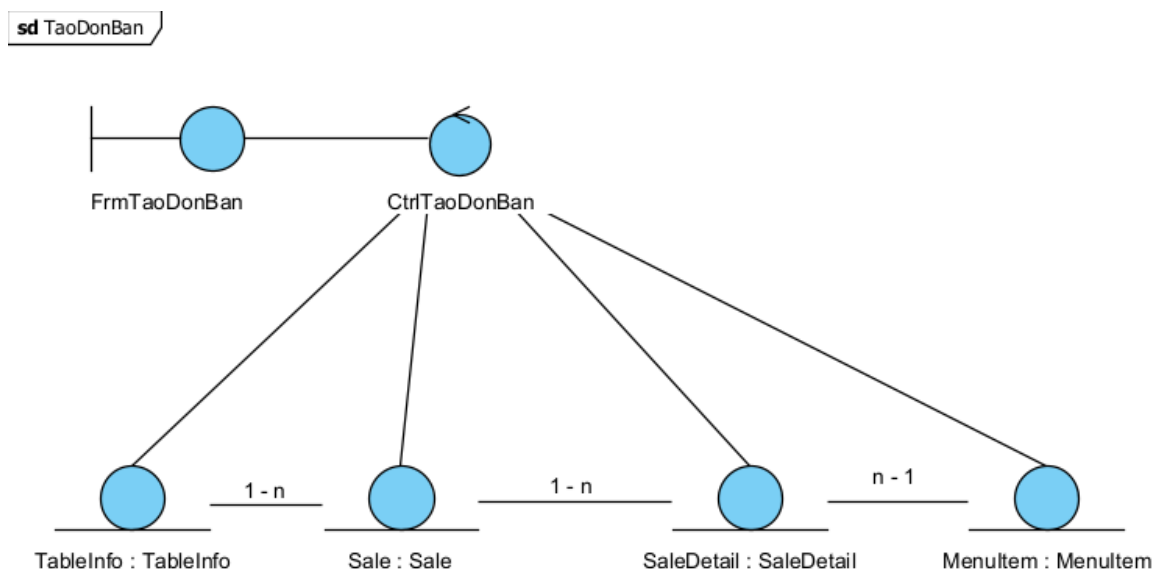 sd TaoDonBan
FrmTaoDonBan
CtrlTaoDonBan
1 - n
1 - n
n - 1
TableInfo : TableInfo
Sale : Sale
SaleDetail : SaleDetail
MenuItem : MenuItem